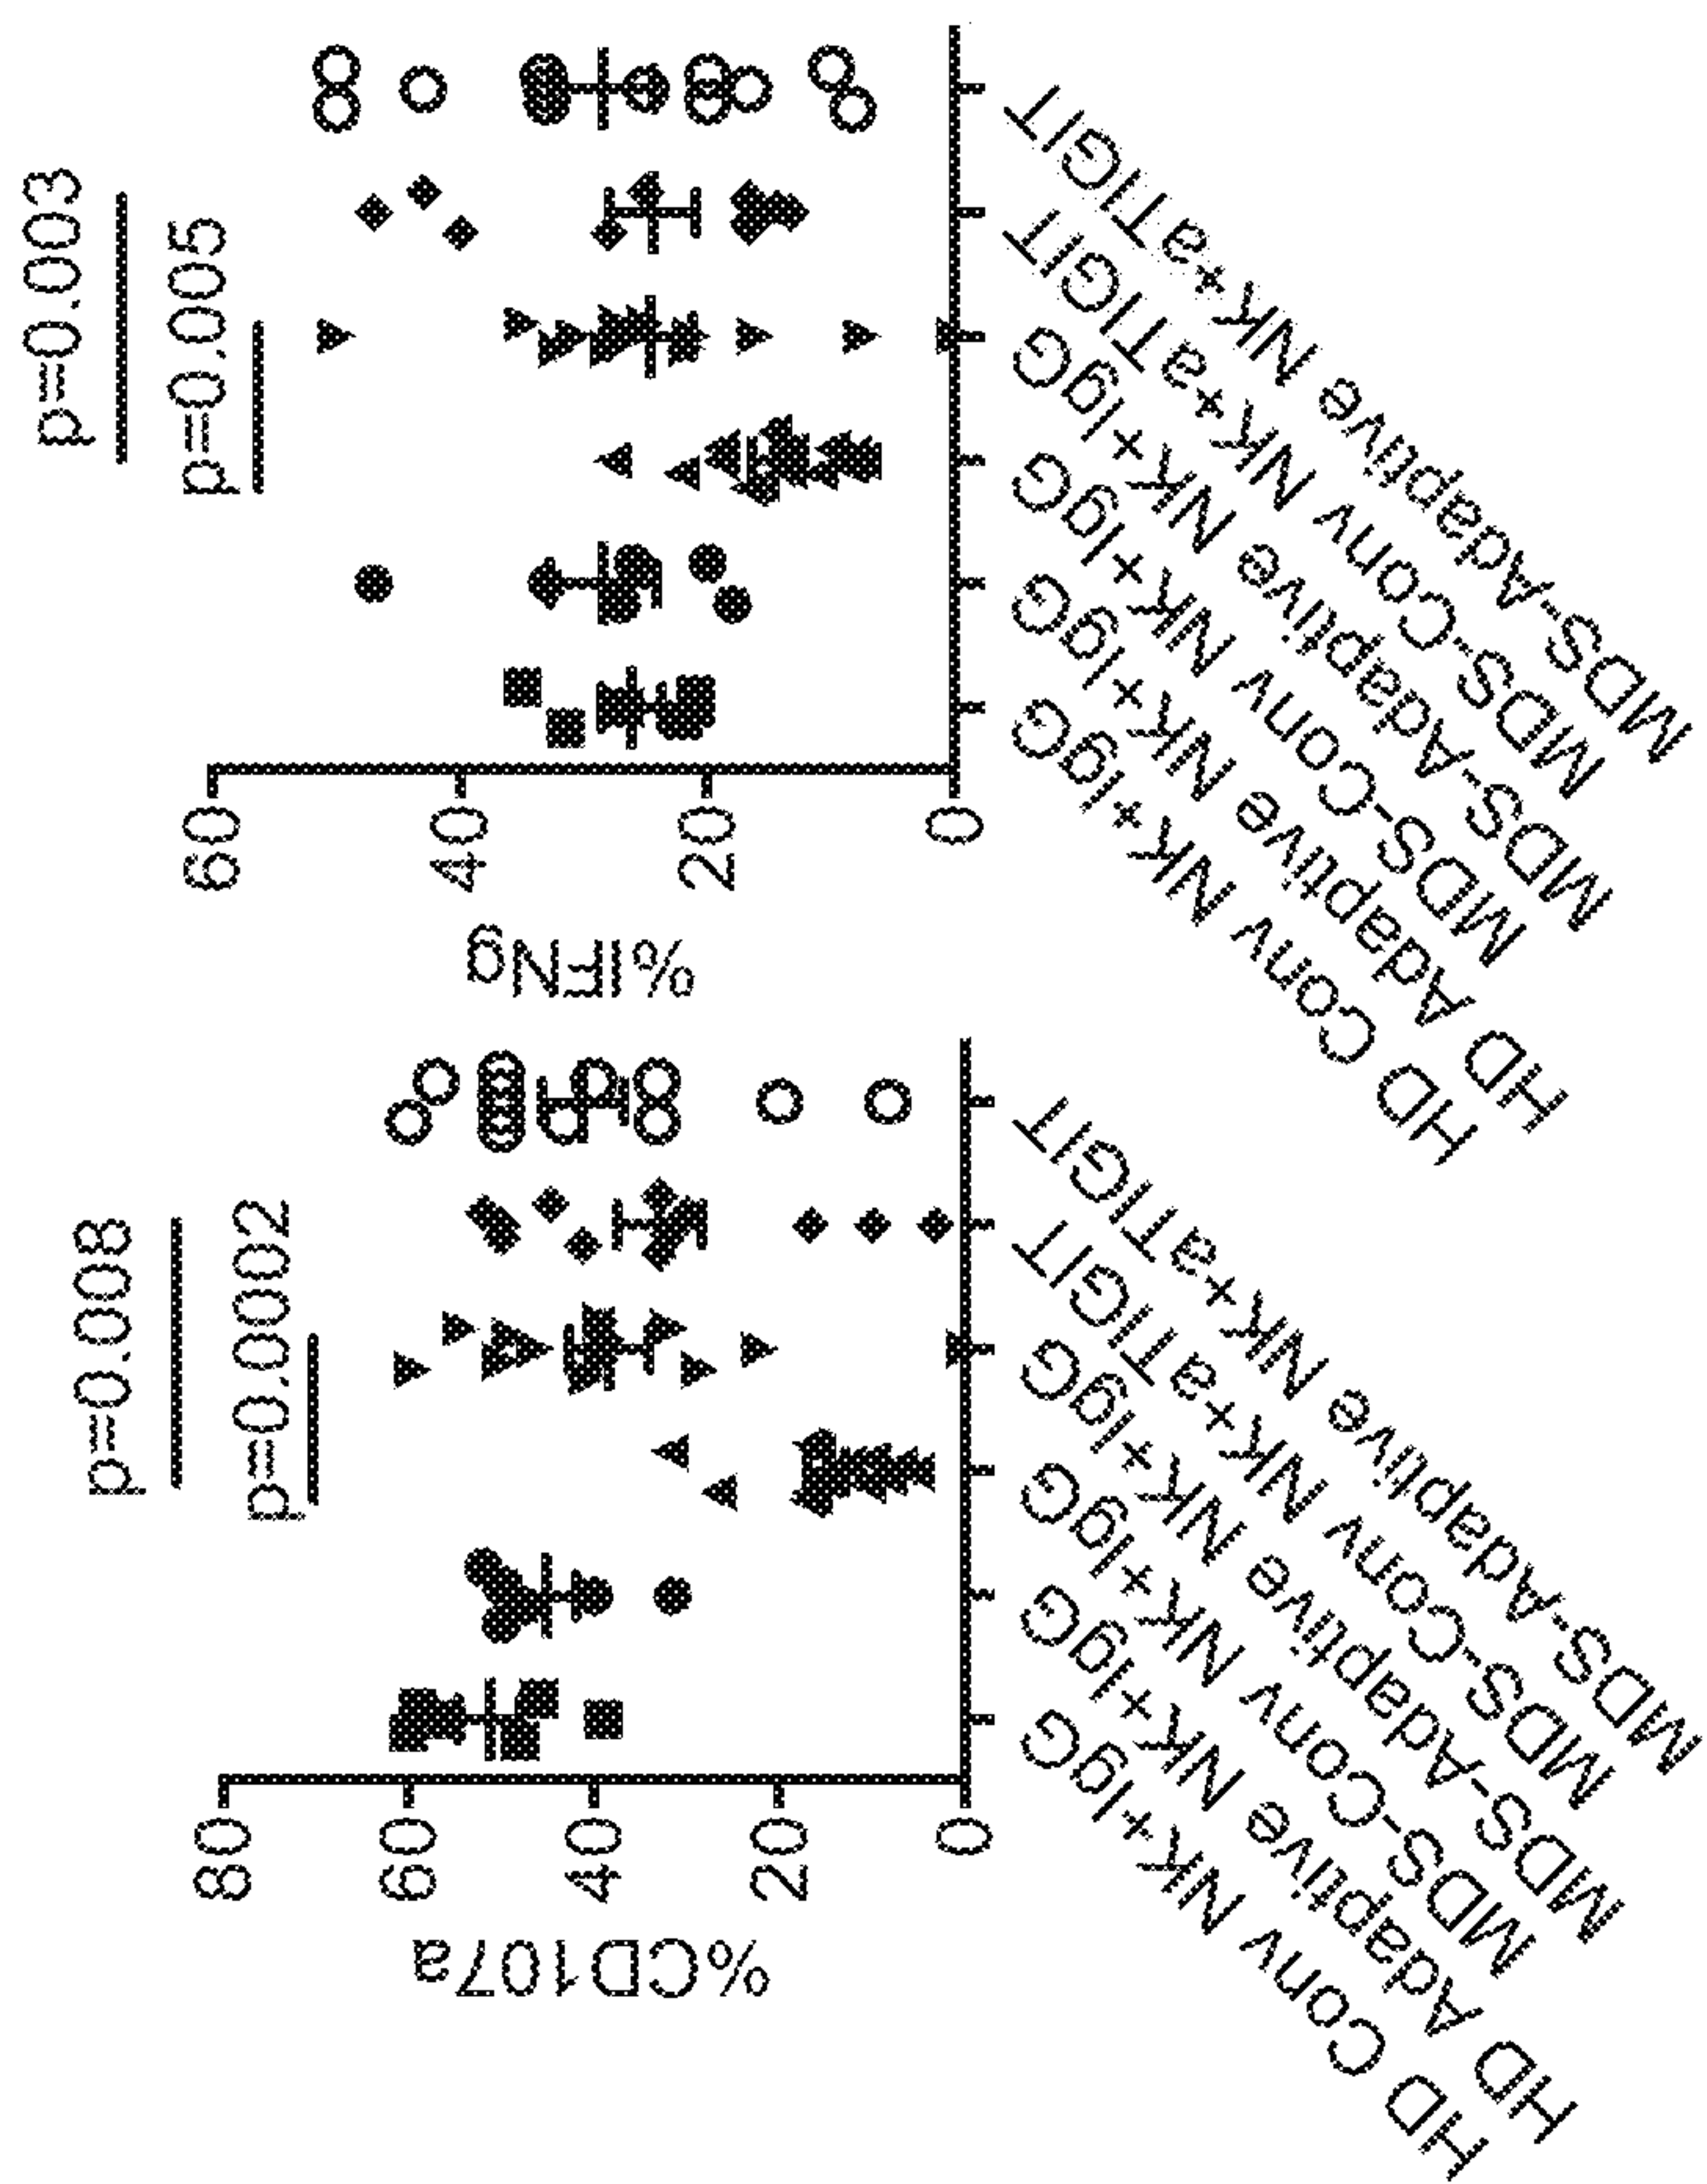 p=0.008
p=0.0002
%CD107a
80
60
40
20
0
HD Conv NK+IgG
HD Adaptive NK+IgG
MDS-Conv NK+IgG
MDS-Adaptive NK+IgG
MDS-Conv NK+aTIGIT
MDS-Adaptive NK+aTIGIT
p=0.003
p=0.005
%IFNg
60
40
20
0
HD Conv NK+IgG
HD Adaptive NK+IgG
MDS-Conv NK+IgG
MDS-Adaptive NK+IgG
MDS-Conv NK+aTIGIT
MDS-Adaptive NK+aTIGIT